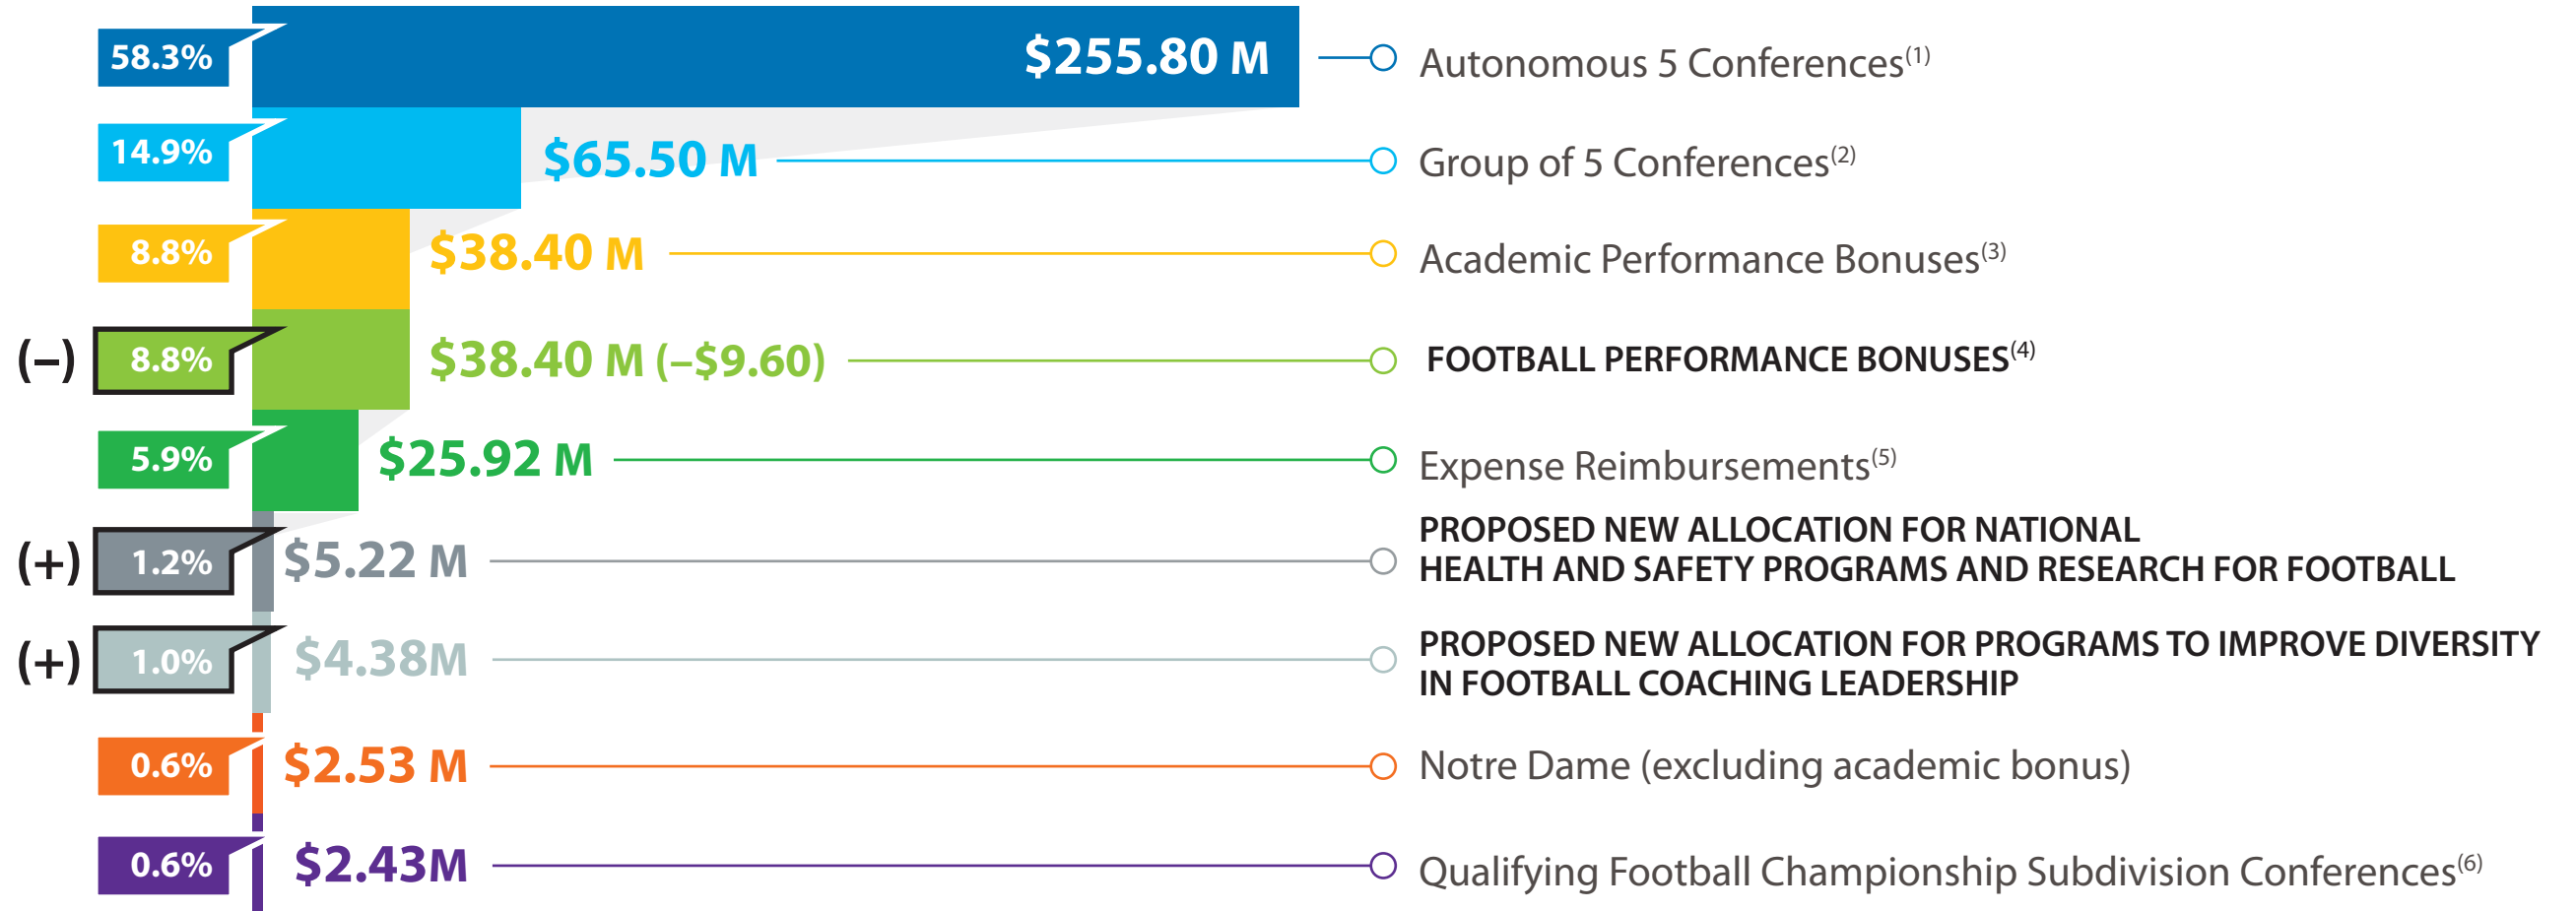 58.3% $255.80 M Autonomous 5 Conferences(1)
14.9% $65.50 M Group of 5 Conferences(2)
8.8% $38.40 M Academic Performance Bonuses(3)
(–) 8.8% $38.40 M (–$9.60) FOOTBALL PERFORMANCE BONUSES(4)
5.9% $25.92 M Expense Reimbursements(5)
(+) 1.2% $5.22 M PROPOSED NEW ALLOCATION FOR NATIONAL
HEALTH AND SAFETY PROGRAMS AND RESEARCH FOR FOOTBALL
(+) 1.0% $4.38M PROPOSED NEW ALLOCATION FOR PROGRAMS TO IMPROVE DIVERSITY
IN FOOTBALL COACHING LEADERSHIP
0.6% $2.53 M Notre Dame (excluding academic bonus)
0.6% $2.43M Qualifying Football Championship Subdivision Conferences(6)